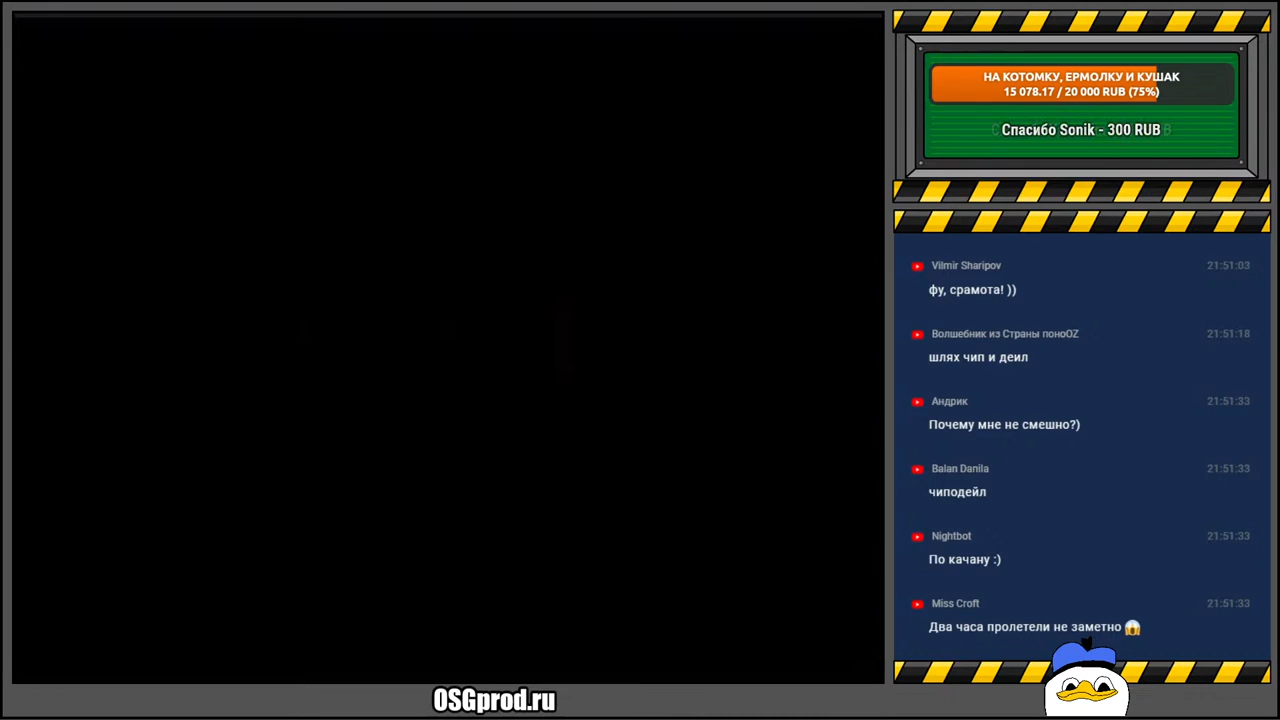 НА КОТОМКУ, ЕРМОЛКУ И КУШАК
15 078.17 / 20 000 RUB (75%)
Спасибо Sonik - 300 RUB
Vilmir Sharipov 21:51:03
фу, срамота! ))
Волшебник из Страны поноOZ 21:51:18
шлях чип и деил
Андрик 21:51:33
Почему мне не смешно?)
Balan Danila 21:51:33
чиподейл
Nightbot 21:51:33
По качану :)
Miss Croft 21:51:33
Два часа пролетели не заметно 😱
OSGprod.ru